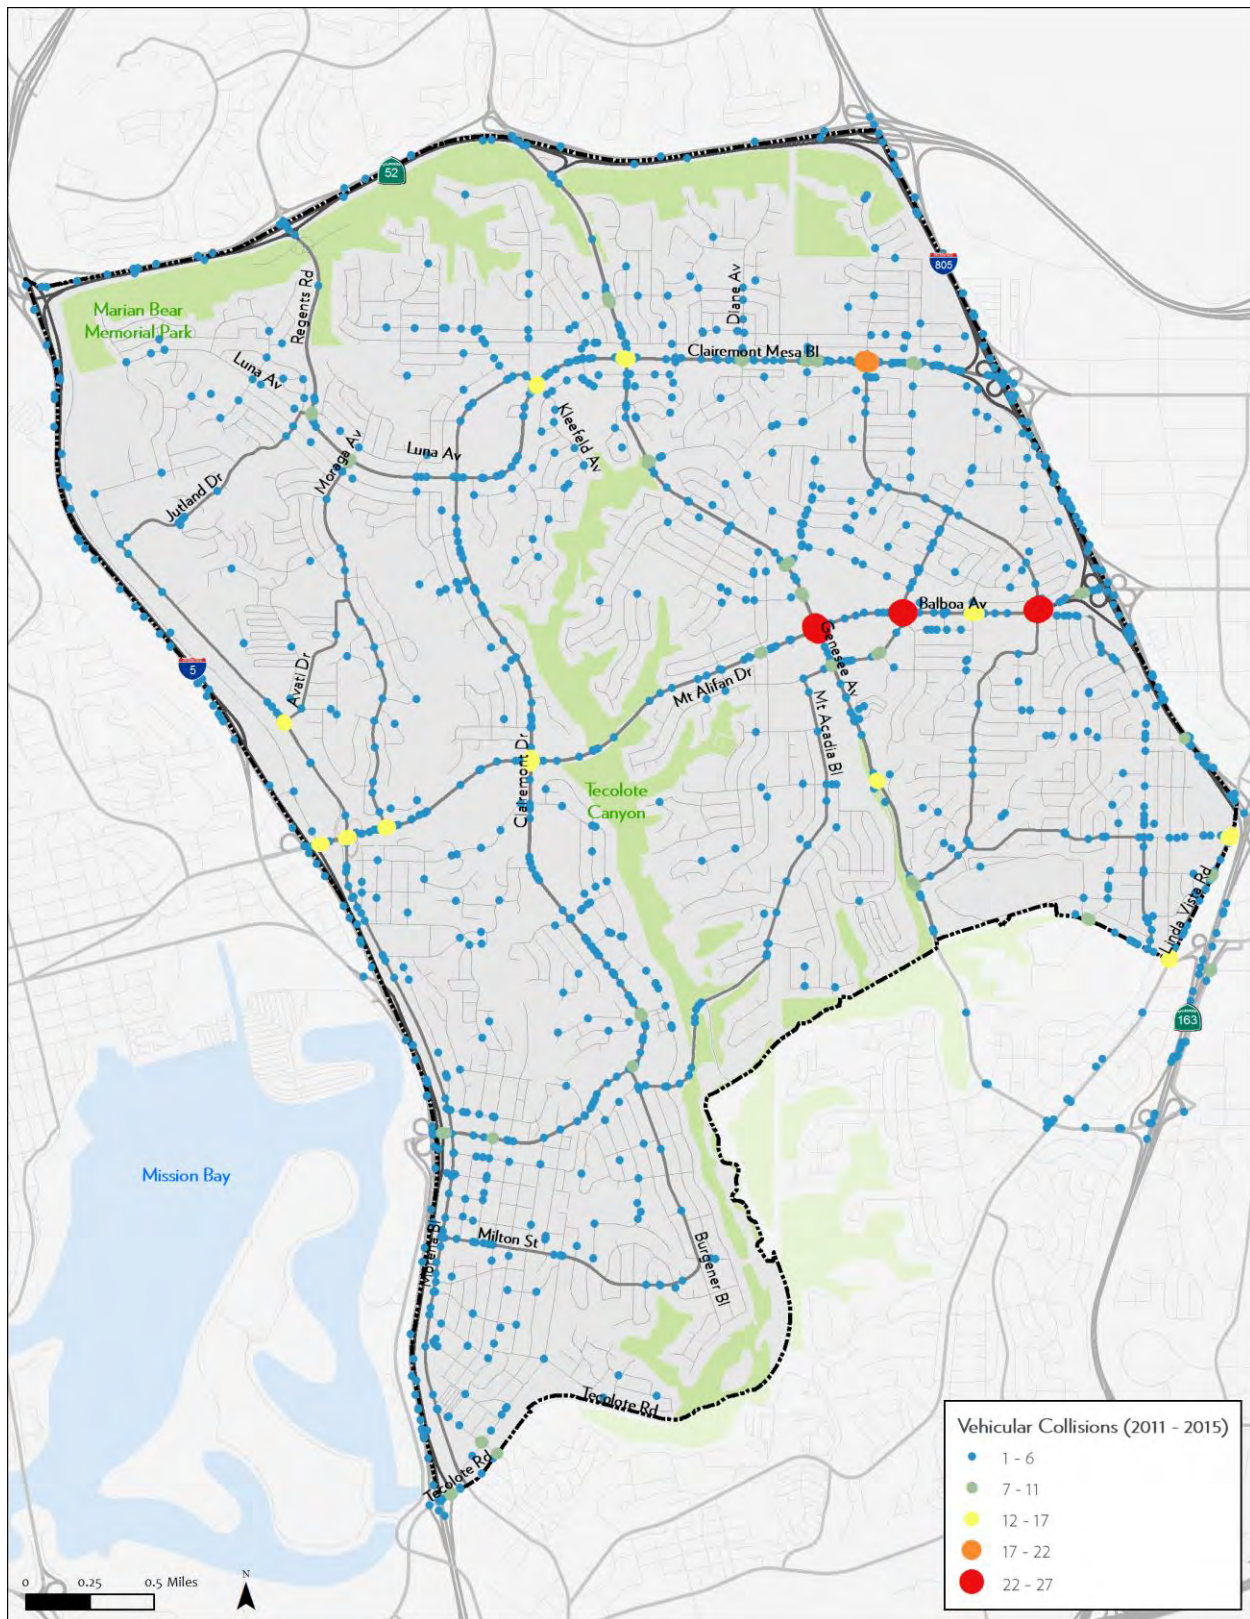 52
805
Marian Bear
Memorial Park
Regents Rd
Diane Av
Clairemont Mesa Bl
Luna Av
Kleefeld Av
Moraga Av
Luna Av
Jutland Dr
Balboa Av
Genesee Av
5
Avati Dr
Mt Alifan Dr
Mt Acadia Bl
Clairemont Dr
Tecolote
Canyon
Linda Vista Rd
163
Mission Bay
Morena Bl
Milton St
Burgener Bl
Tecolote Rd
Tecolote Rd
Vehicular Collisions (2011 - 2015)
1 - 6
7 - 11
12 - 17
17 - 22
22 - 27
0 0.25 0.5 Miles
N